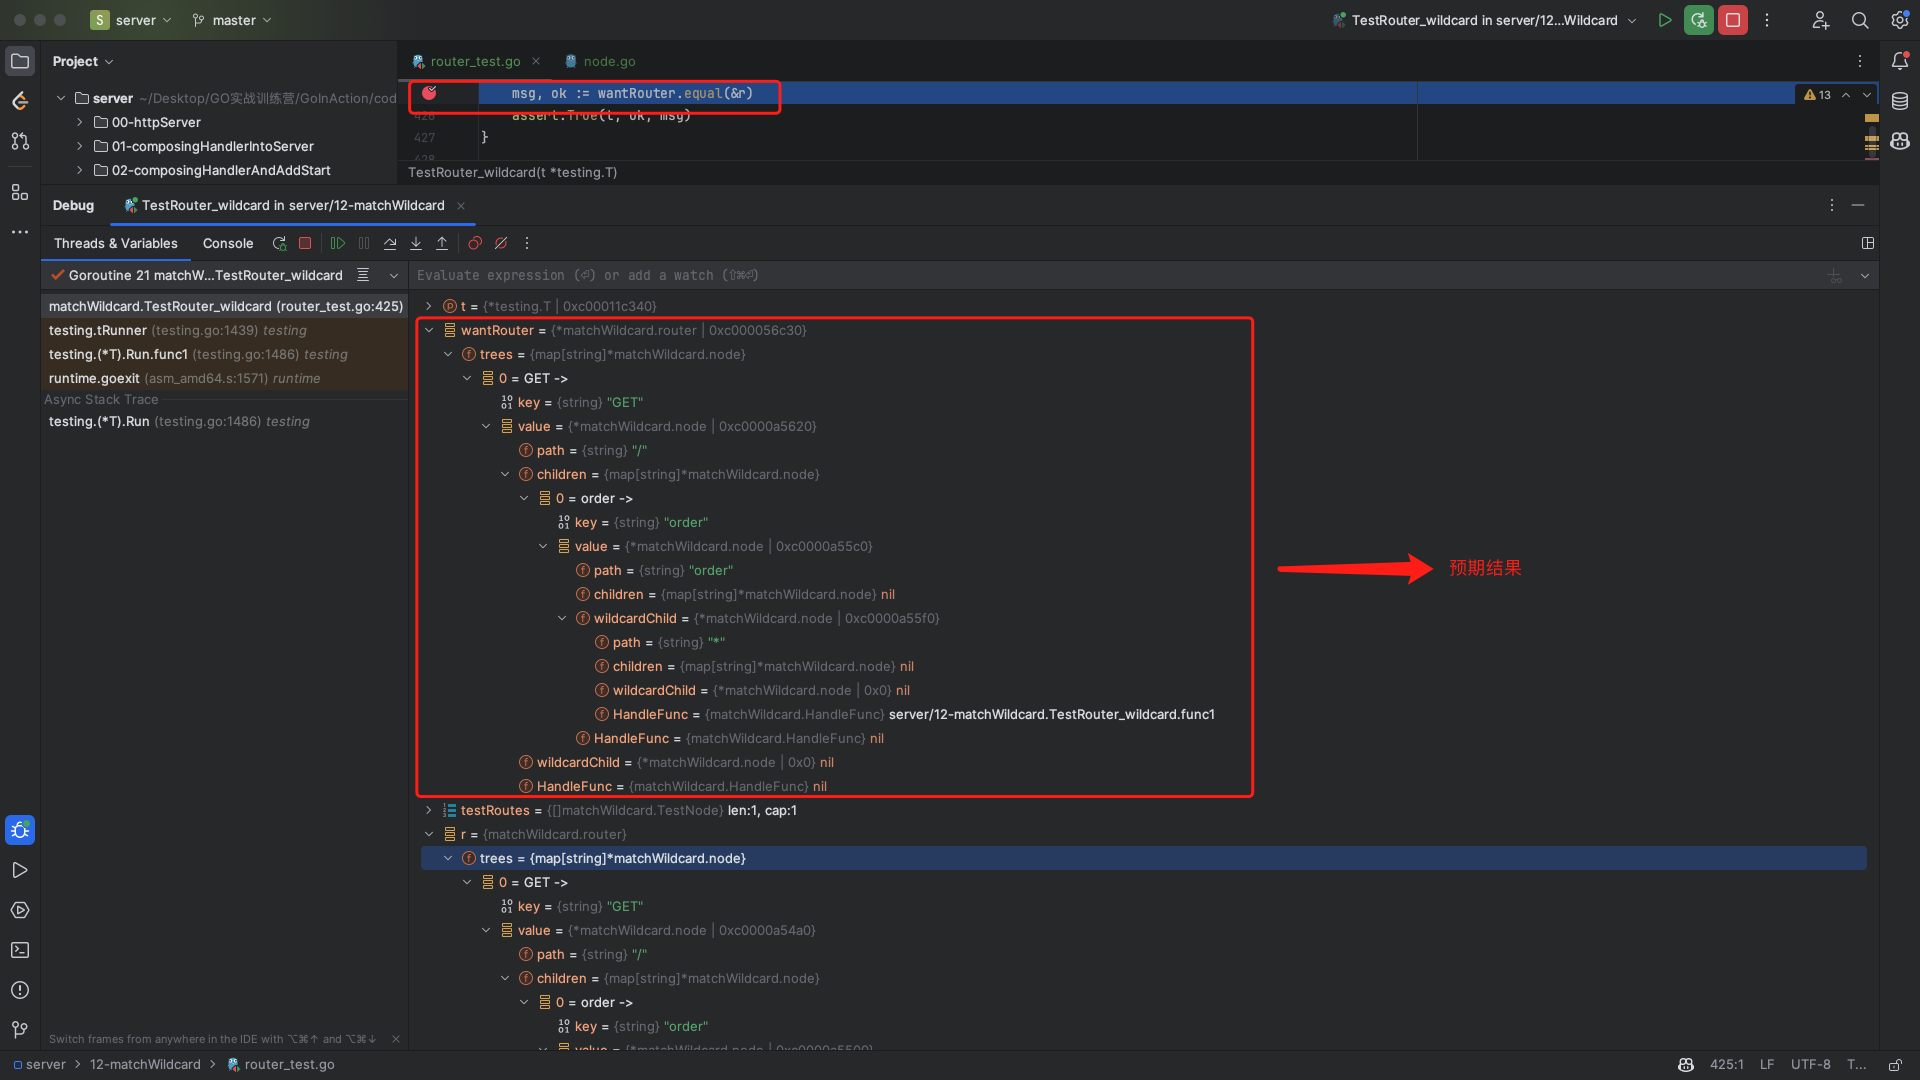 S server master TestRouter_wildcard in server/12...Wildcard
Project
router_test.go
node.go
server ~/Desktop/GO实战训练营/GoInAction/cod
00-httpServer
01-composingHandlerIntoServer
02-composingHandlerAndAddStart
msg, ok := wantRouter.equal(&r)
13
426 assert.True(t, ok, msg)
427 }
428
TestRouter_wildcard(t *testing.T)
Debug TestRouter_wildcard in server/12-matchWildcard
Threads & Variables Console
Goroutine 21 matchW...TestRouter_wildcard
matchWildcard.TestRouter_wildcard (router_test.go:425)
testing.tRunner (testing.go:1439) testing
testing.(*T).Run.func1 (testing.go:1486) testing
runtime.goexit (asm_amd64.s:1571) runtime
Async Stack Trace
testing.(*T).Run (testing.go:1486) testing
Evaluate expression (⏎) or add a watch (⇧⌘⏎)
t = {*testing.T | 0xc00011c340}
wantRouter = {*matchWildcard.router | 0xc000056c30}
trees = {map[string]*matchWildcard.node}
0 = GET ->
key = {string} "GET"
value = {*matchWildcard.node | 0xc0000a5620}
path = {string} "/"
children = {map[string]*matchWildcard.node}
0 = order ->
key = {string} "order"
value = {*matchWildcard.node | 0xc0000a55c0}
path = {string} "order"
children = {map[string]*matchWildcard.node} nil
wildcardChild = {*matchWildcard.node | 0xc0000a55f0}
path = {string} "*"
children = {map[string]*matchWildcard.node} nil
wildcardChild = {*matchWildcard.node | 0x0} nil
HandleFunc = {matchWildcard.HandleFunc} server/12-matchWildcard.TestRouter_wildcard.func1
HandleFunc = {matchWildcard.HandleFunc} nil
wildcardChild = {*matchWildcard.node | 0x0} nil
HandleFunc = {matchWildcard.HandleFunc} nil
预期结果
testRoutes = {[]matchWildcard.TestNode} len:1, cap:1
r = {matchWildcard.router}
trees = {map[string]*matchWildcard.node}
0 = GET ->
key = {string} "GET"
value = {*matchWildcard.node | 0xc0000a54a0}
path = {string} "/"
children = {map[string]*matchWildcard.node}
0 = order ->
key = {string} "order"
value = {*matchWildcard.node | 0xc0000a5500}
Switch frames from anywhere in the IDE with ⌥⌘↑ and ⌥⌘↓
server 12-matchWildcard router_test.go
425:1 LF UTF-8 T...